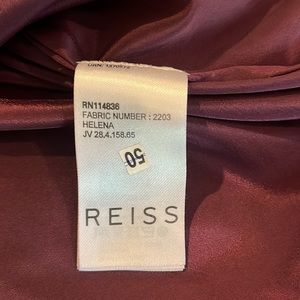 RN114836
FABRIC NUMBER : 2203
HELENA
JV 28.4.158.65
50
REISS